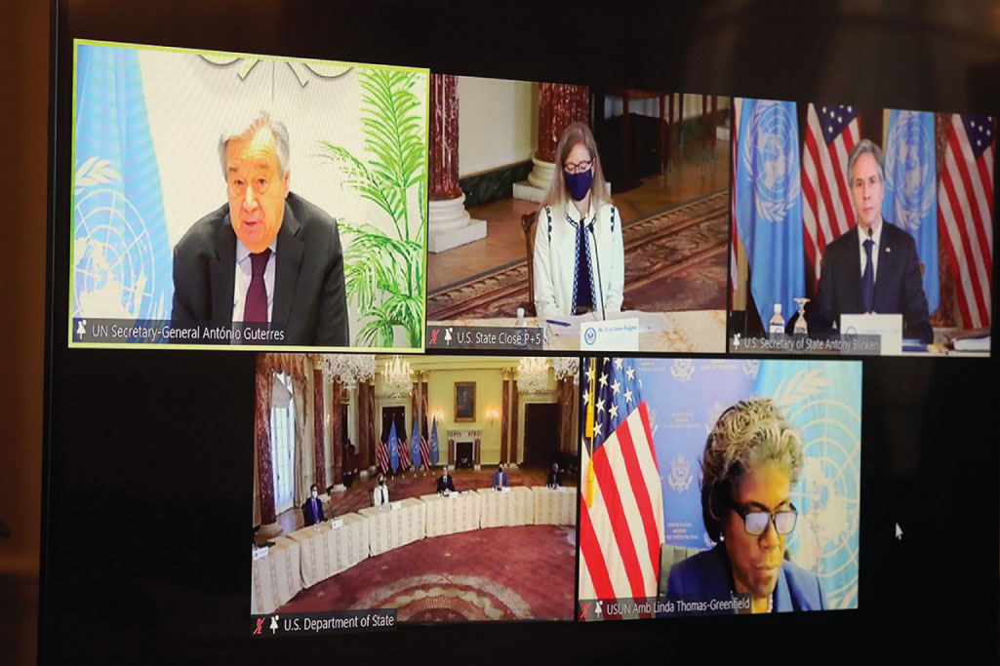 UN Secretary-General António Guterres
U.S. State Close P+5
U.S. Secretary of State Antony Blinken
U.S. Department of State
USUN Amb Linda Thomas-Greenfield